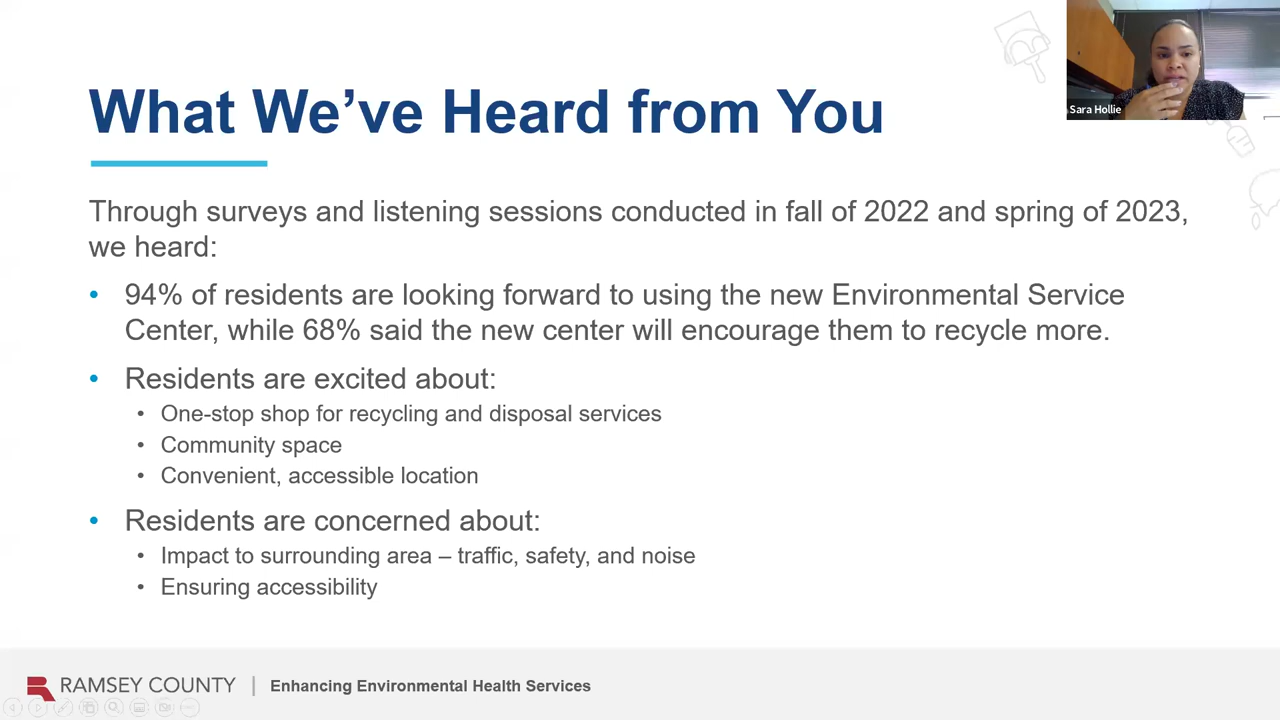 What We’ve Heard from You
Sara Hollie
Through surveys and listening sessions conducted in fall of 2022 and spring of 2023,
we heard:
• 94% of residents are looking forward to using the new Environmental Service
Center, while 68% said the new center will encourage them to recycle more.
• Residents are excited about:
• One-stop shop for recycling and disposal services
• Community space
• Convenient, accessible location
• Residents are concerned about:
• Impact to surrounding area – traffic, safety, and noise
• Ensuring accessibility
RAMSEY COUNTY | Enhancing Environmental Health Services